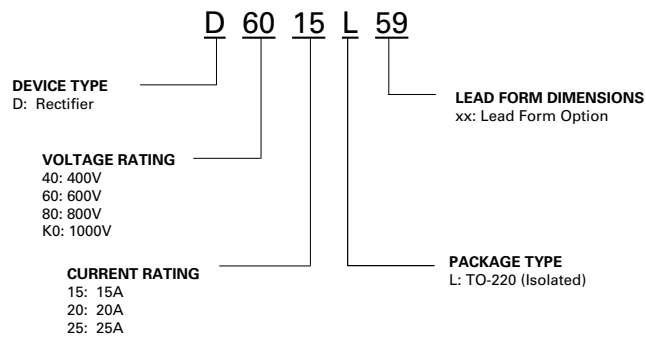 D 60 15 L 59
DEVICE TYPE
D: Rectifier
LEAD FORM DIMENSIONS
xx: Lead Form Option
VOLTAGE RATING
40: 400V
60: 600V
80: 800V
K0: 1000V
CURRENT RATING
15: 15A
20: 20A
25: 25A
PACKAGE TYPE
L: TO-220 (Isolated)